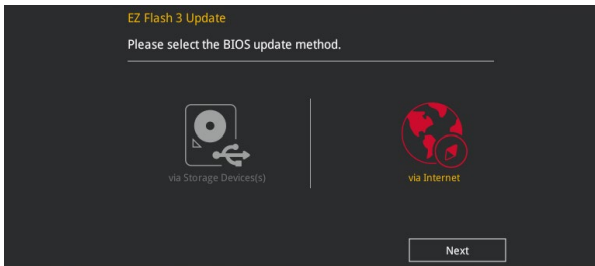 EZ Flash 3 Update
Please select the BIOS update method.
via Storage Devices(s)
via Internet
Next